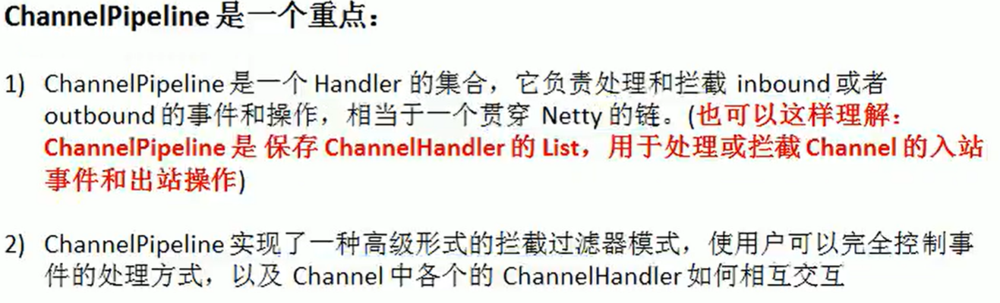 ChannelPipeline 是一个重点：
1) ChannelPipeline 是一个 Handler 的集合，它负责处理和拦截 inbound 或者
outbound 的事件和操作，相当于一个贯穿 Netty 的链。(也可以这样理解：
ChannelPipeline 是 保存 ChannelHandler 的 List，用于处理或拦截 Channel 的入站
事件和出站操作)
2) ChannelPipeline 实现了一种高级形式的拦截过滤器模式，使用户可以完全控制事
件的处理方式，以及 Channel 中各个的 ChannelHandler 如何相互交互